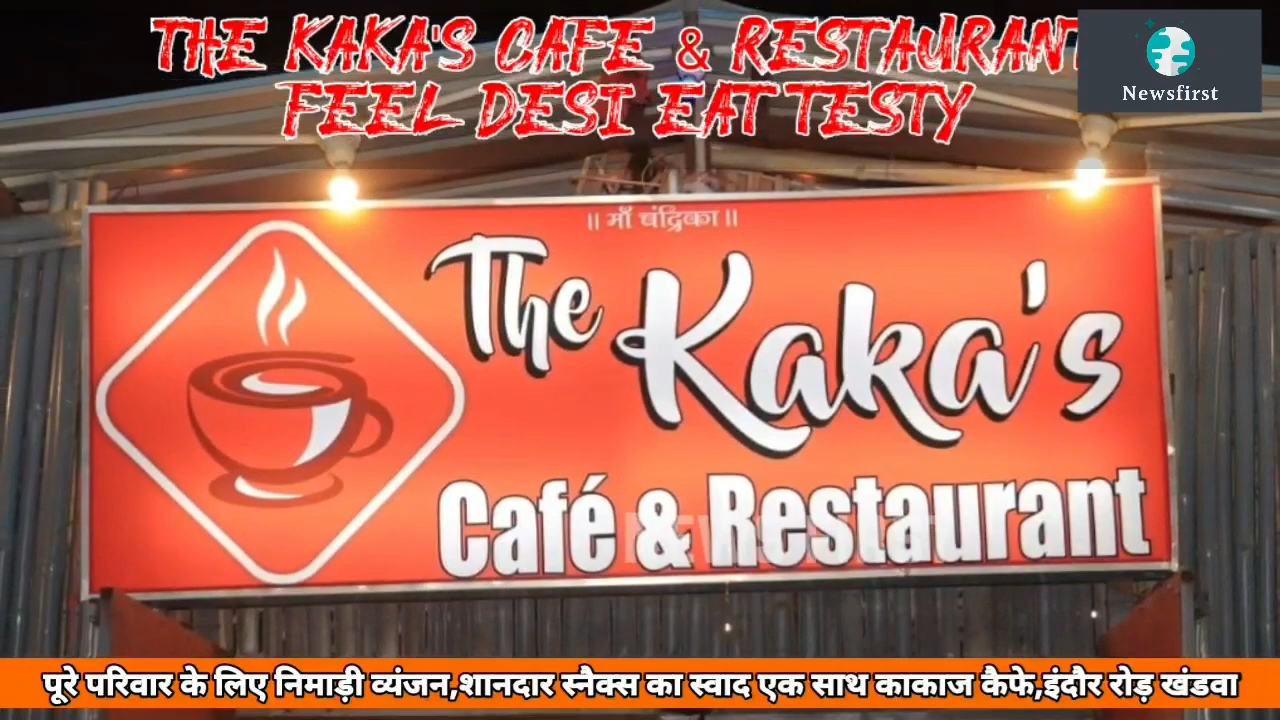 THE KAKA'S CAFE & RESTAURANT
FEEL DESI EAT TESTY
Newsfirst
॥ माँ चंद्रिका ॥
The Kaka's
Café & Restaurant
पूरे परिवार के लिए निमाड़ी व्यंजन,शानदार स्नैक्स का स्वाद एक साथ काकाज कैफे,इंदौर रोड़ खंडवा